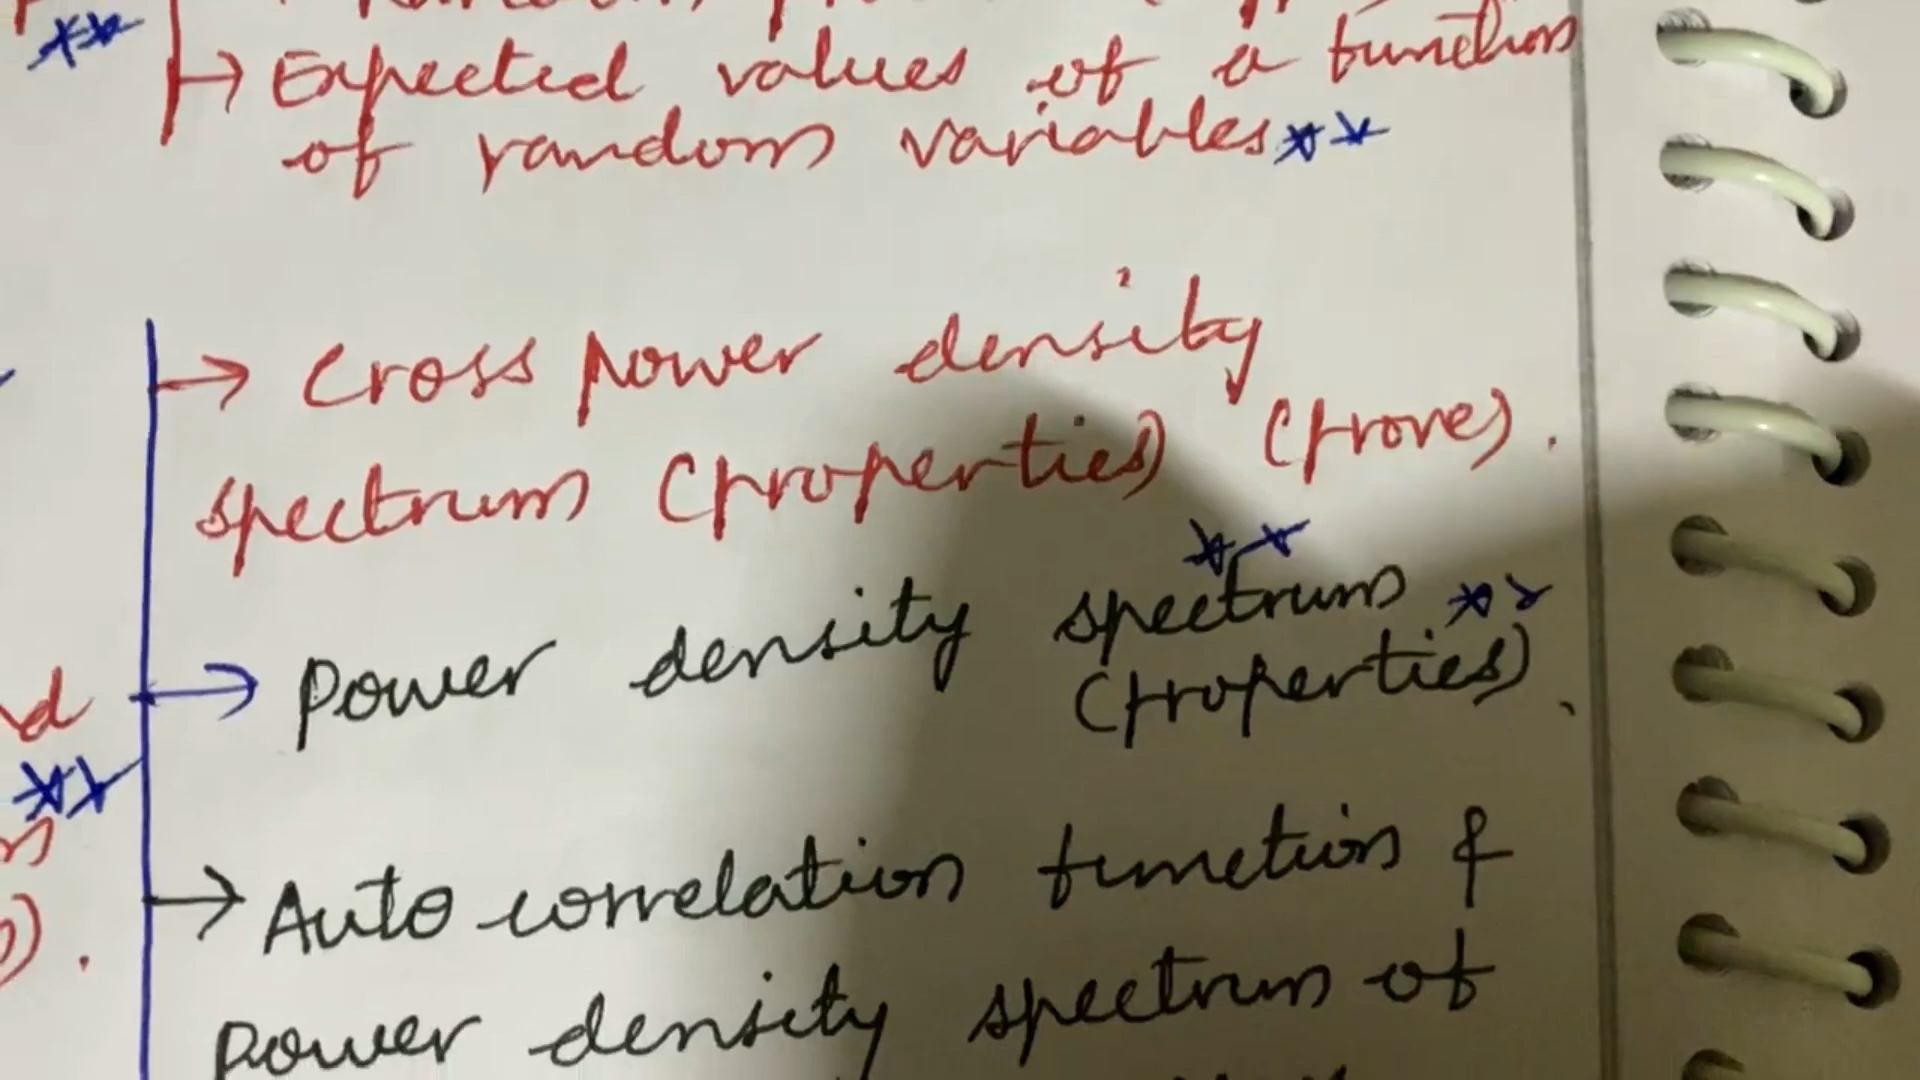 → Expected values of a function
of random variables **
→ Cross power density
spectrum (properties) (prove).
**
→ Power density spectrum **
(properties).
nd
**
→ Auto correlation function &
power density spectrum of